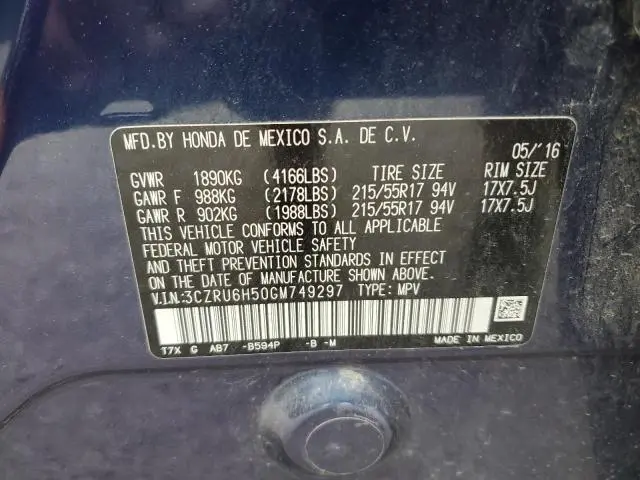 MFD.BY HONDA DE MEXICO S.A. DE C.V.
05/'16
GVWR 1890KG (4166LBS) TIRE SIZE RIM SIZE
GAWR F 988KG (2178LBS) 215/55R17 94V 17X7.5J
GAWR R 902KG (1988LBS) 215/55R17 94V 17X7.5J
THIS VEHICLE CONFORMS TO ALL APPLICABLE
FEDERAL MOTOR VEHICLE SAFETY
AND THEFT PREVENTION STANDARDS IN EFFECT
ON THE DATE OF MANUFACTURE SHOWN ABOVE.
V.I.N:3CZRU6H50GM749297 TYPE: MPV
T7X G AB7 -B594P -B -M MADE IN MEXICO